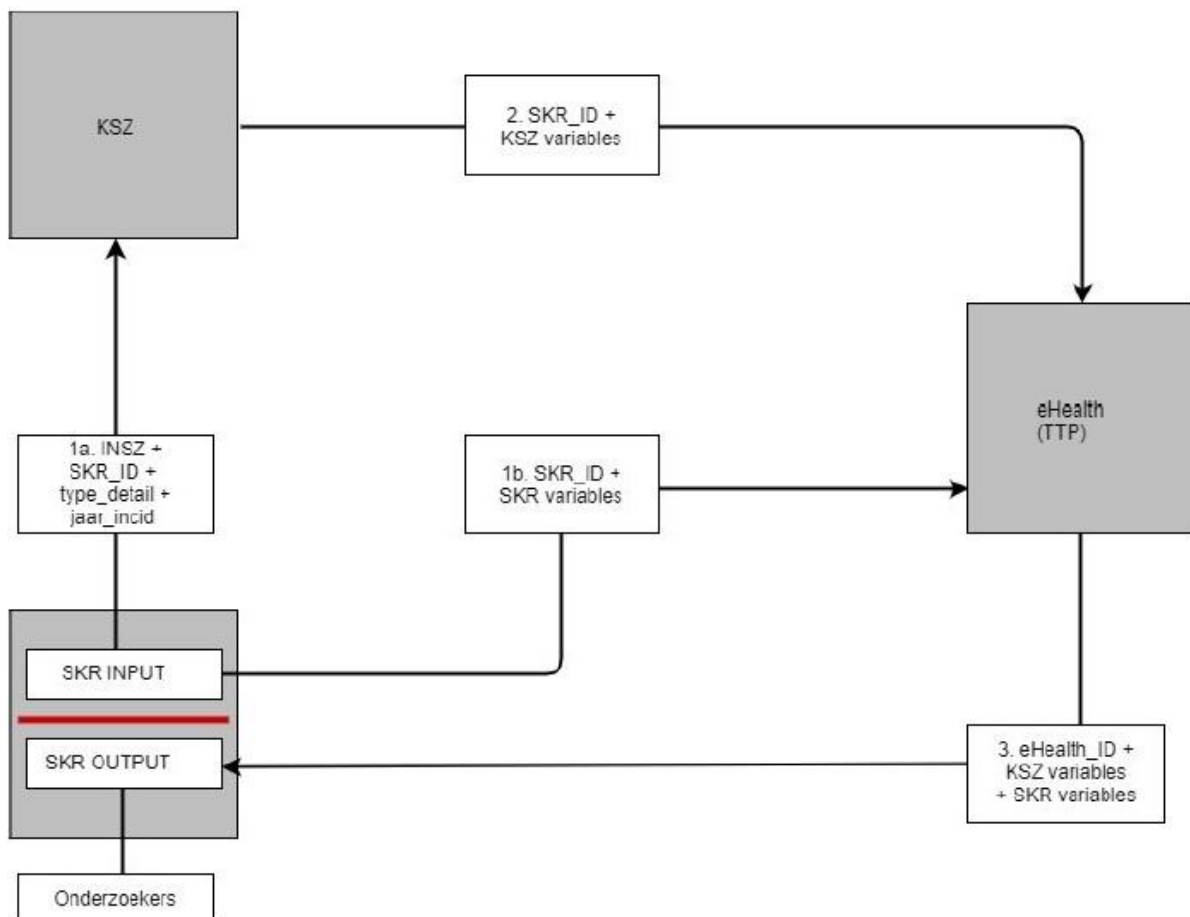 KSZ
2. SKR_ID +
KSZ variables
eHealth
(TTP)
1a. INSZ +
SKR_ID +
type_detail +
jaar_incid
1b. SKR_ID +
SKR variables
SKR INPUT
SKR OUTPUT
3. eHealth_ID +
KSZ variables
+ SKR variables
Onderzoekers